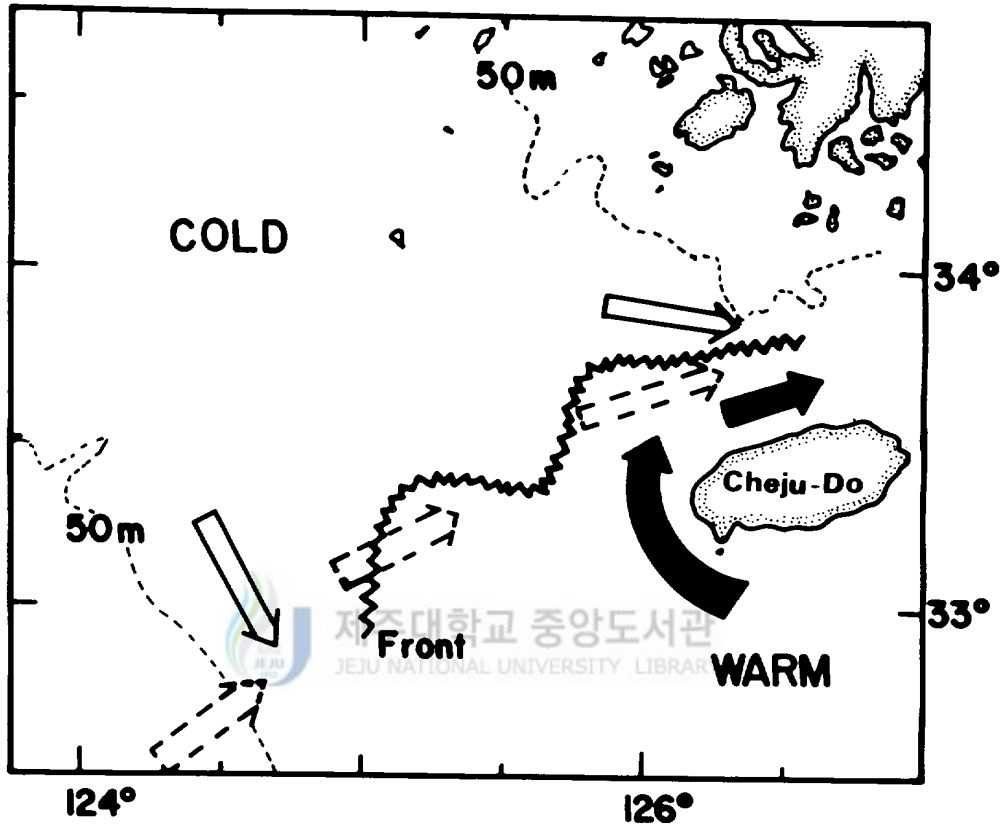 50m
COLD
34°
Cheju-Do
50m
33°
제주대학교 중앙도서관
Front
JEJU NATIONAL UNIVERSITY LIBRARY
WARM
JEJU
124°
126°